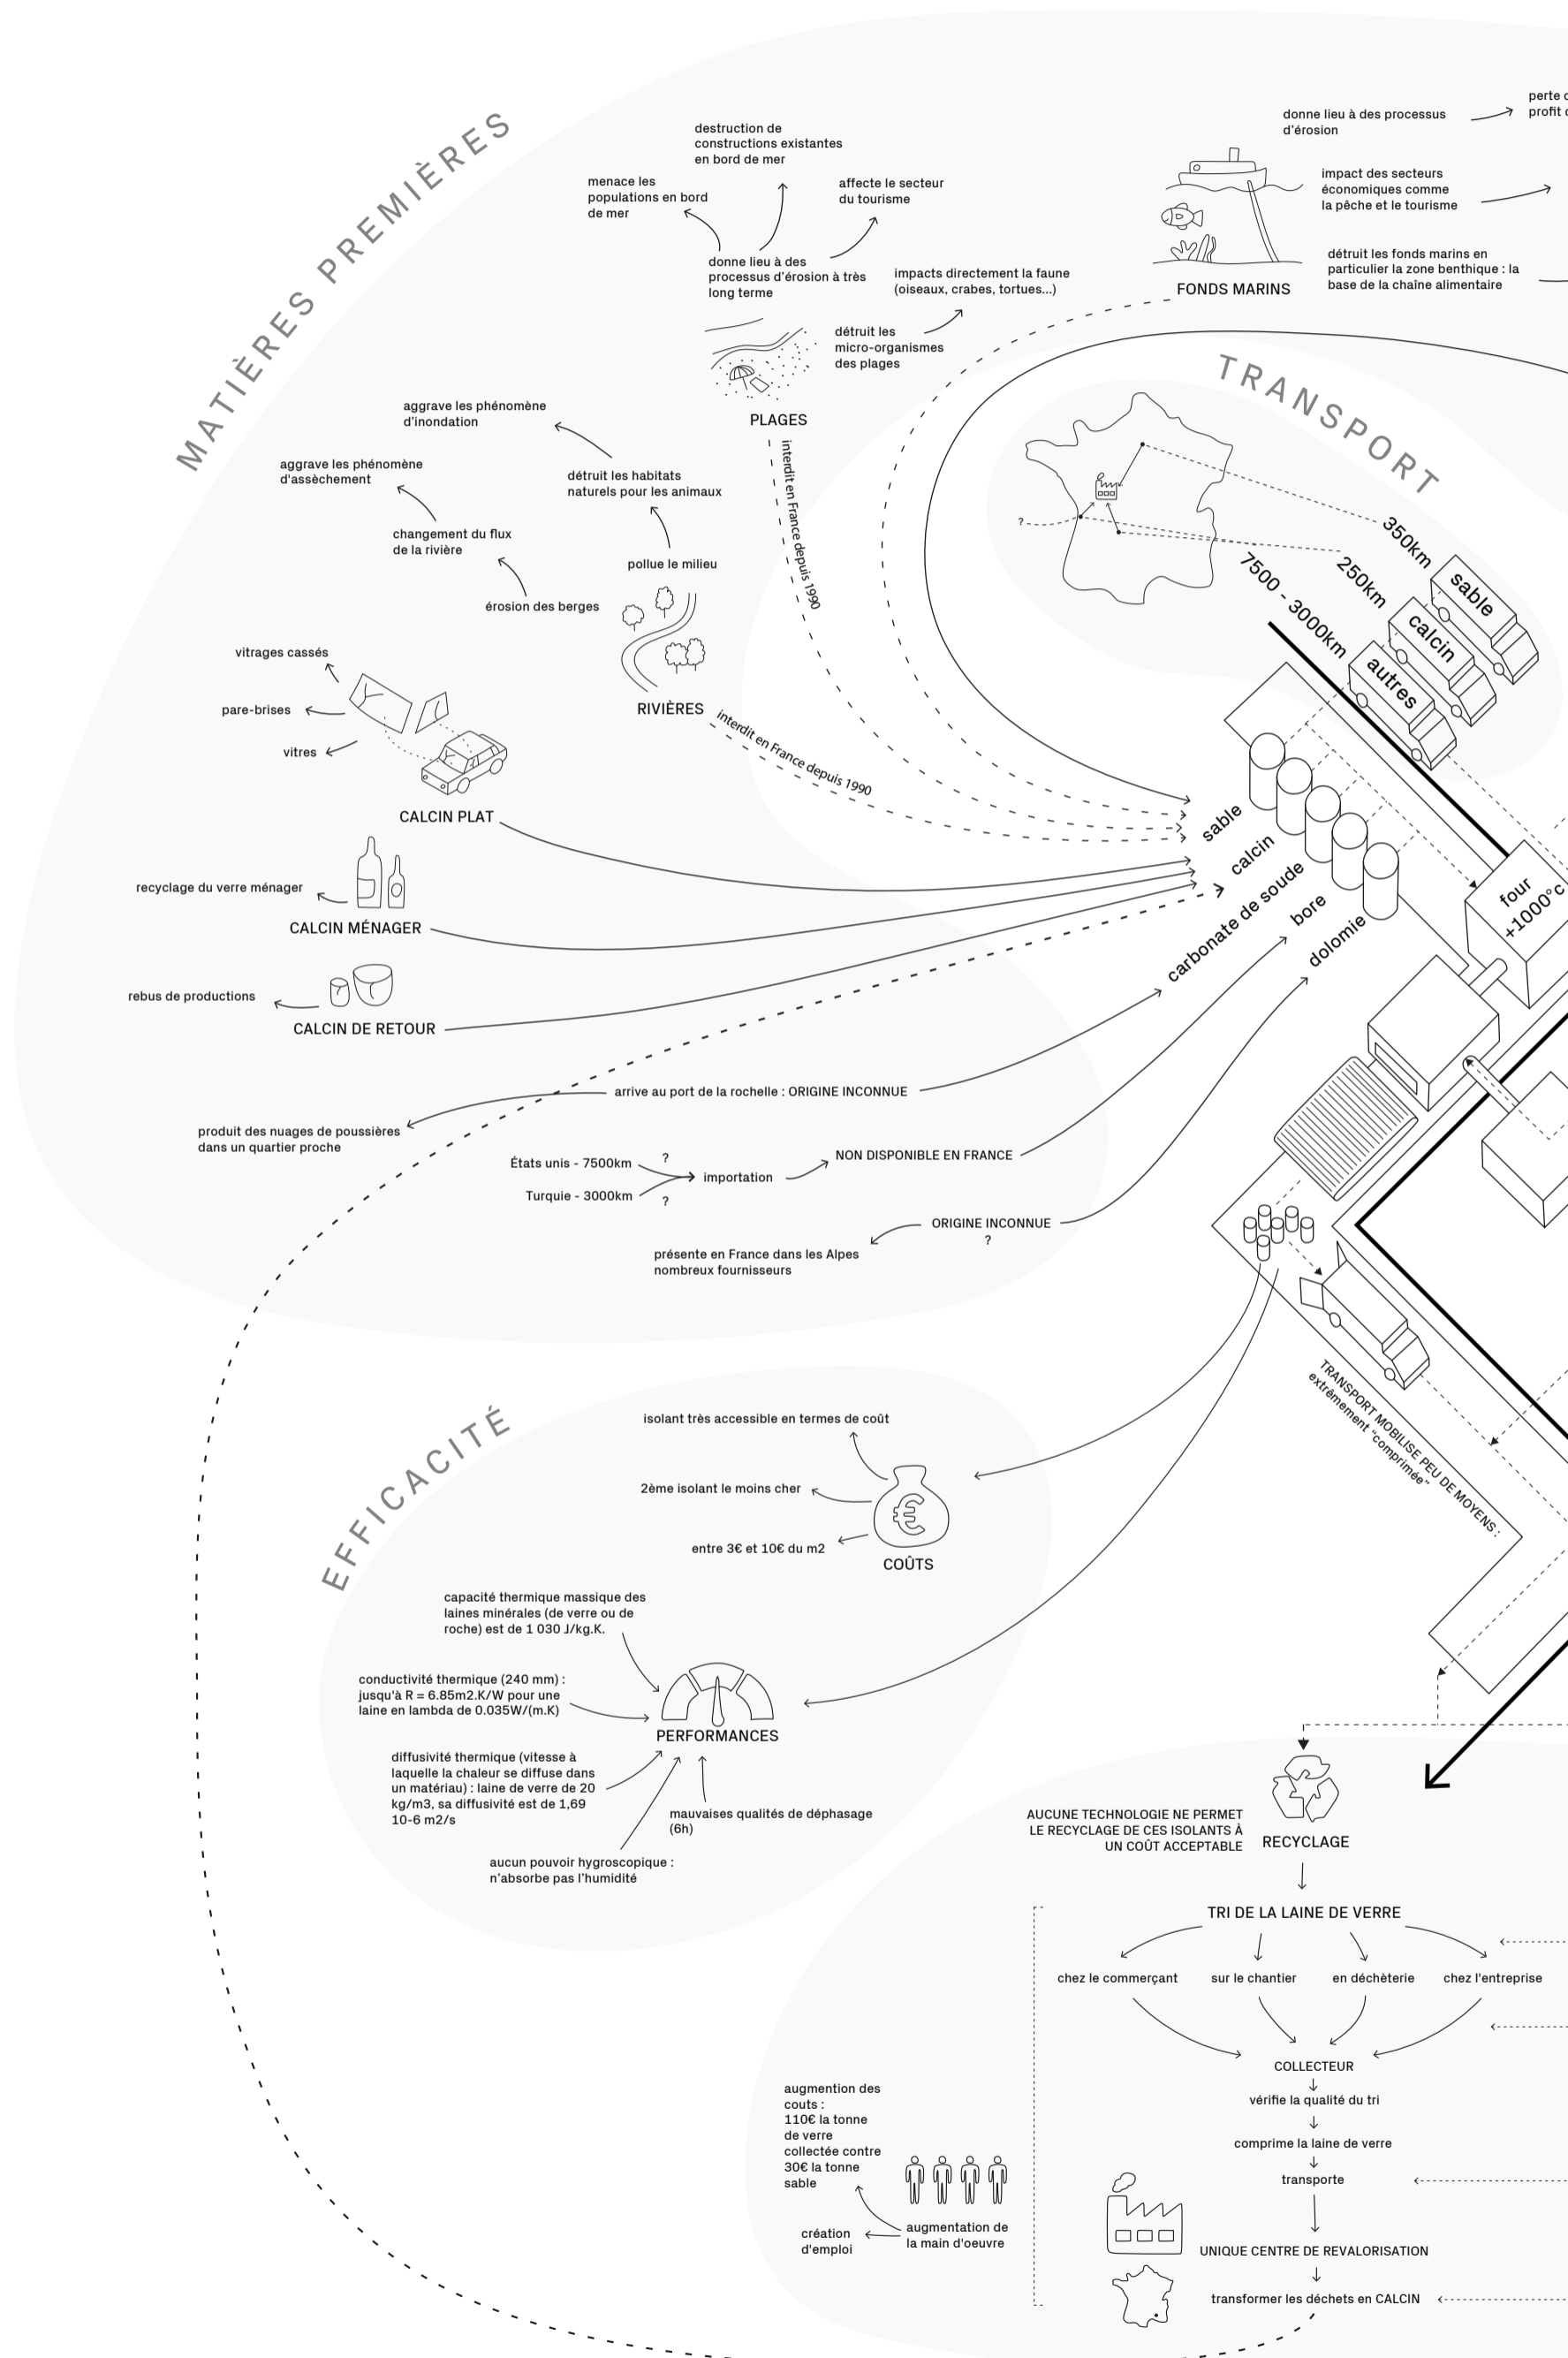 MATIÈRES PREMIÈRES
destruction de
constructions existantes
en bord de mer
menace les
populations en bord
de mer
affecte le secteur
du tourisme
donne lieu à des
processus d'érosion à très
long terme
impacts directement la faune
(oiseaux, crabes, tortues...)
détruit les
micro-organismes
des plages
PLAGES
interdit en France depuis 1990
donne lieu à des processus
d'érosion
perte
profit
impact des secteurs
économiques comme
la pêche et le tourisme
détruit les fonds marins en
particulier la zone benthique : la
base de la chaîne alimentaire
FONDS MARINS
aggrave les phénomène
d'inondation
aggrave les phénomène
d'assèchement
détruit les habitats
naturels pour les animaux
changement du flux
de la rivière
pollue le milieu
érosion des berges
RIVIÈRES
interdit en France depuis 1990
vitrages cassés
pare-brises
vitres
CALCIN PLAT
recyclage du verre ménager
CALCIN MÉNAGER
rebus de productions
CALCIN DE RETOUR
TRANSPORT
?
350km
250km
7500 - 3000km
sable
calcin
autres
sable
calcin
carbonate de soude
bore
dolomie
four
+1000°c
arrive au port de la rochelle : ORIGINE INCONNUE
produit des nuages de poussières
dans un quartier proche
États unis - 7500km
?
Turquie - 3000km
?
importation
NON DISPONIBLE EN FRANCE
ORIGINE INCONNUE
?
présente en France dans les Alpes
nombreux fournisseurs
TRANSPORT MOBILISE PEU DE MOYENS :
extrêmement "comprimée"
EFFICACITÉ
isolant très accessible en termes de coût
2ème isolant le moins cher
entre 3€ et 10€ du m2
€
COÛTS
capacité thermique massique des
laines minérales (de verre ou de
roche) est de 1 030 J/kg.K.
conductivité thermique (240 mm) :
jusqu'à R = 6.85m2.K/W pour une
laine en lambda de 0.035W/(m.K)
PERFORMANCES
diffusivité thermique (vitesse à
laquelle la chaleur se diffuse dans
un matériau) : laine de verre de 20
kg/m3, sa diffusivité est de 1,69
10-6 m2/s
mauvaises qualités de déphasage
(6h)
aucun pouvoir hygroscopique :
n'absbsorbe pas l'humidité
AUCUNE TECHNOLOGIE NE PERMET
LE RECYCLAGE DE CES ISOLANTS À
UN COÛT ACCEPTABLE
RECYCLAGE
TRI DE LA LAINE DE VERRE
chez le commerçant
sur le chantier
en déchèterie
chez l'entreprise
COLLECTEUR
vérifie la qualité du tri
comprime la laine de verre
transporte
UNIQUE CENTRE DE REVALORISATION
transformer les déchets en CALCIN
augmention des
couts :
110€ la tonne
de verre
collectée contre
30€ la tonne
sable
création
d'emploi
augmentation de
la main d'oeuvre